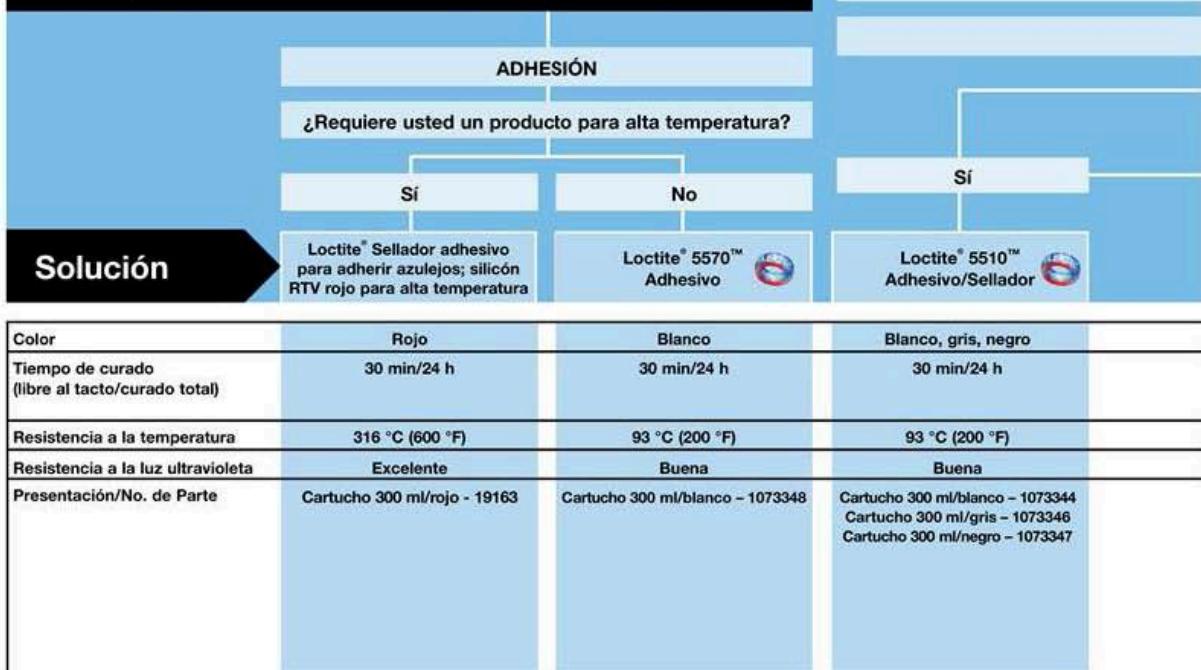 ADHESIÓN
¿Requiere usted un producto para alta temperatura?
Sí
No
Sí
Solución
Loctite® Sellador adhesivo
para adherir azulejos; silicón
RTV rojo para alta temperatura
Loctite® 5570™
Adhesivo
Loctite® 5510™
Adhesivo/Sellador
Color
Rojo
Blanco
Blanco, gris, negro
Tiempo de curado
(libre al tacto/curado total)
30 min/24 h
30 min/24 h
30 min/24 h
Resistencia a la temperatura
316 °C (600 °F)
93 °C (200 °F)
93 °C (200 °F)
Resistencia a la luz ultravioleta
Excelente
Buena
Buena
Presentación/No. de Parte
Cartucho 300 ml/rojo - 19163
Cartucho 300 ml/blanco – 1073348
Cartucho 300 ml/blanco – 1073344
Cartucho 300 ml/gris – 1073346
Cartucho 300 ml/negro – 1073347